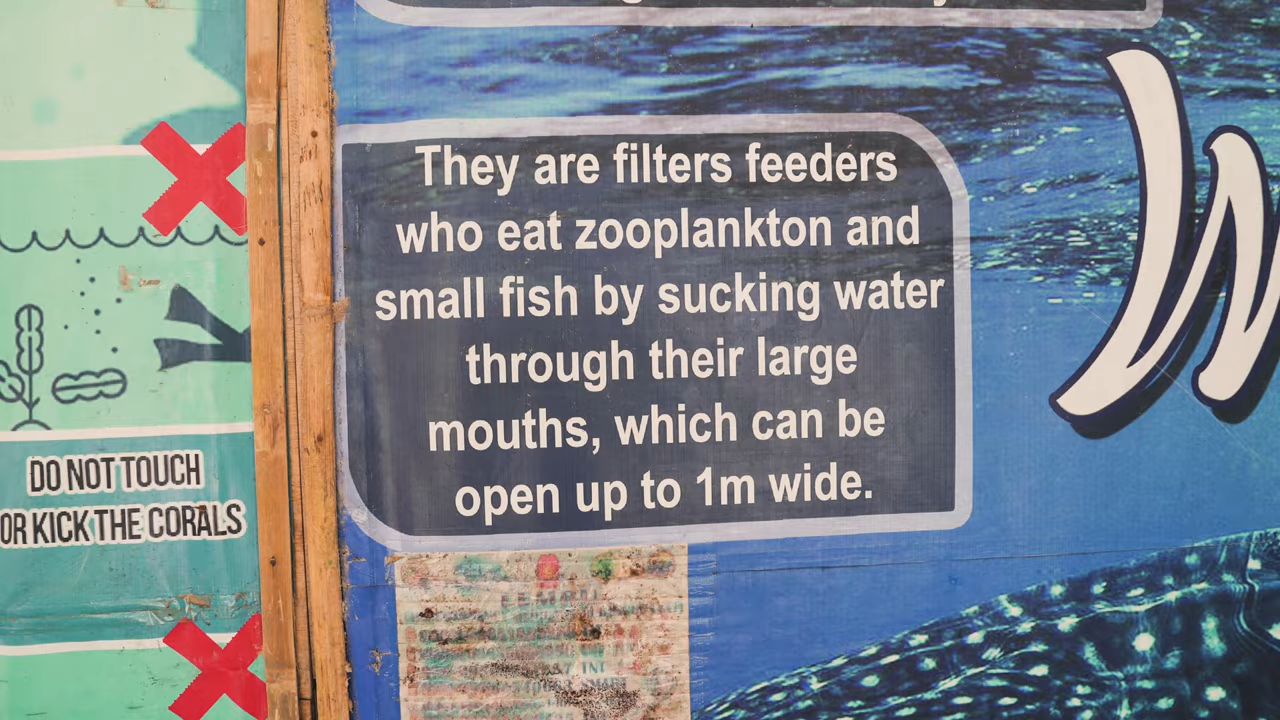 They are filters feeders
who eat zooplankton and
small fish by sucking water
through their large
mouths, which can be
open up to 1m wide.
DO NOT TOUCH
OR KICK THE CORALS
W